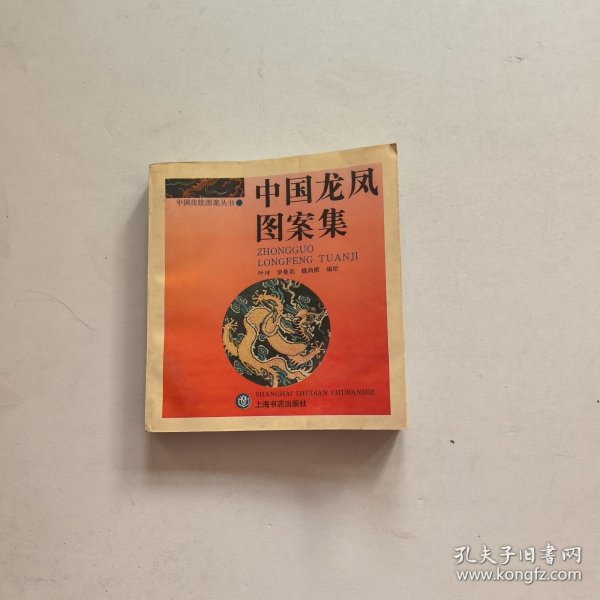 中国传统图案丛书
中国龙凤
图案集
ZHONGGUO
LONGFENG TUANJI
编绘
SHANGHAI SHUDIAN CHUBANSHE
上海书店出版社
孔夫子旧书网
www.kongfz.com